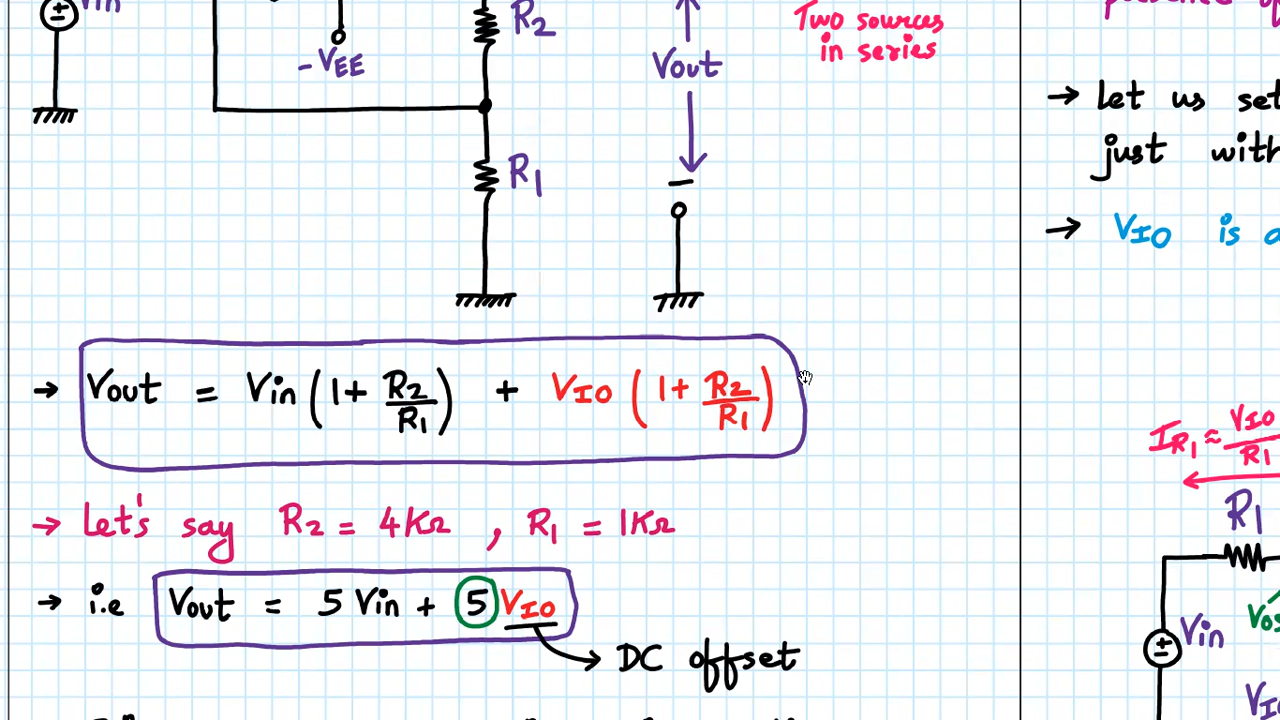 Vin
R2
-VEE
Vout
Two sources
in series
R1
→ Vout = Vin (1 + R2/R1) + VIO (1 + R2/R1)
→ Let's say R2 = 4KΩ , R1 = 1KΩ
→ i.e Vout = 5 Vin + 5 VIO
→ DC offset
→ Let us
just
→ VIO is
IR1 ≈ VIO/R1
R1
Vin